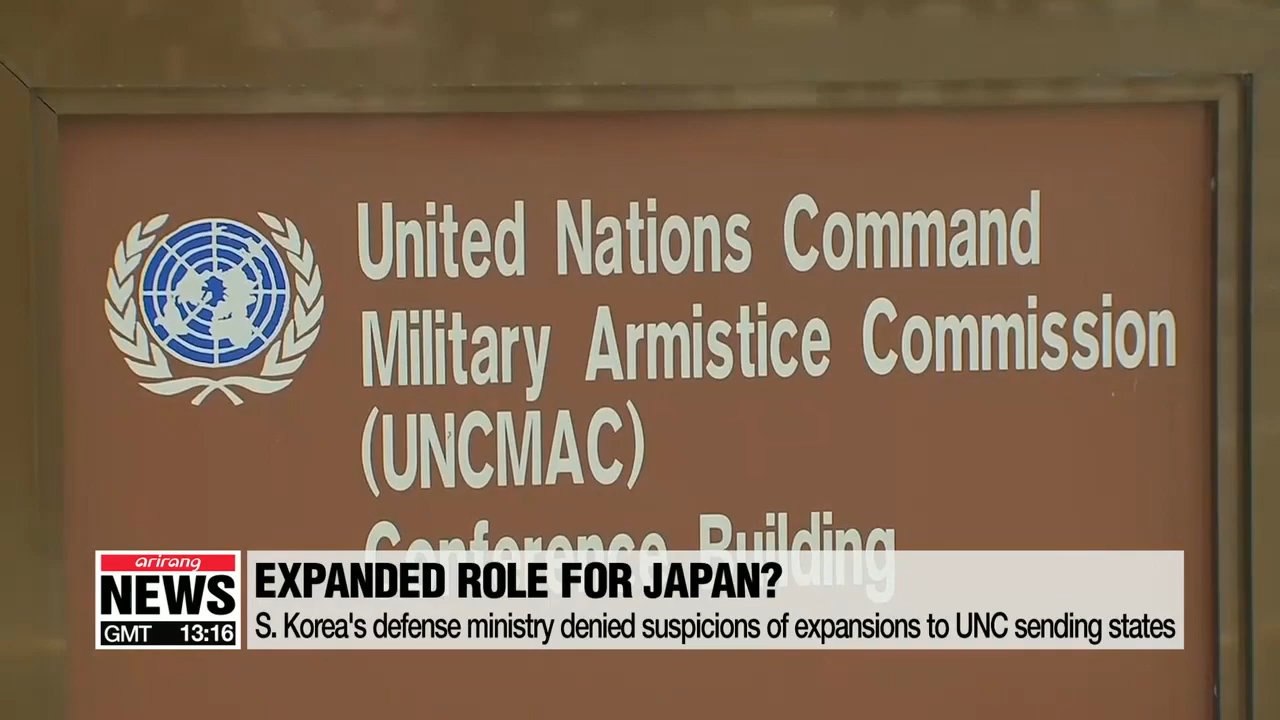 United Nations Command
Military Armistice Commission
(UNCMAC)
Conference Building
arirang
NEWS
GMT 13:16
EXPANDED ROLE FOR JAPAN?
S. Korea's defense ministry denied suspicions of expansions to UNC sending states